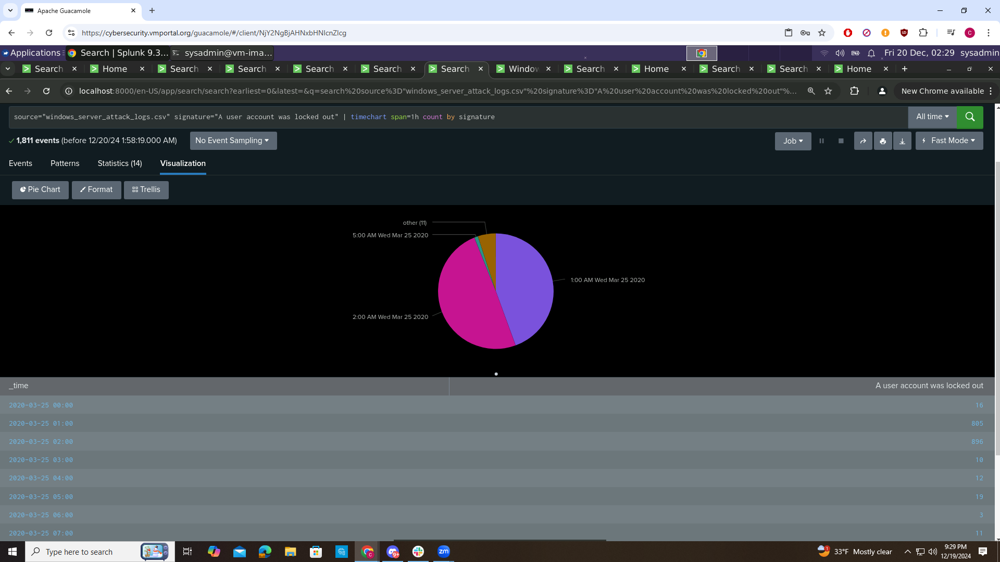 Apache Guacamole
https://cybersecurity.vmportal.org/guacamole/#/client/NjY2NgBjAHNxbHNlcnZlcg
Applications Search | Splunk 9.3... sysadmin@vm-ima... Fri 20 Dec, 02:29 sysadmin
Search Home Search Search Search Search Search Window Search Home Search Search Home
localhost:8000/en-US/app/search/search?earliest=0&latest=&q=search%20source%3D"windows_server_attack_logs.csv"%20signature%3D"A%20user%20account%20was%20locked%20out"%... New Chrome available
source="windows_server_attack_logs.csv" signature="A user account was locked out" | timechart span=1h count by signature All time
1,811 events (before 12/20/24 1:58:19.000 AM) No Event Sampling Job Fast Mode
Events Patterns Statistics (14) Visualization
Pie Chart Format Trellis
other (11)
5:00 AM Wed Mar 25 2020
1:00 AM Wed Mar 25 2020
2:00 AM Wed Mar 25 2020
_time A user account was locked out
2020-03-25 00:00 16
2020-03-25 01:00 805
2020-03-25 02:00 896
2020-03-25 03:00 10
2020-03-25 04:00 12
2020-03-25 05:00 19
2020-03-25 06:00 3
2020-03-25 07:00 11
Type here to search 9+ zm 1 33°F Mostly clear 9:29 PM
12/19/2024